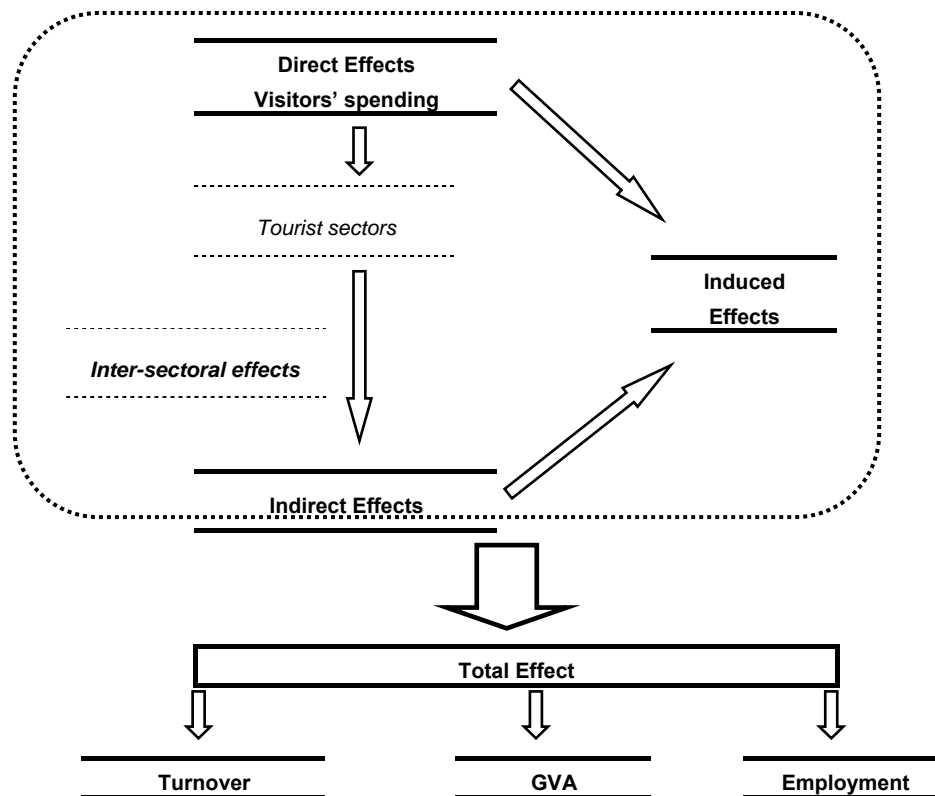 Direct Effects
Visitors’ spending
Tourist sectors
Induced
Effects
Inter-sectoral effects
Indirect Effects
Total Effect
Turnover
GVA
Employment